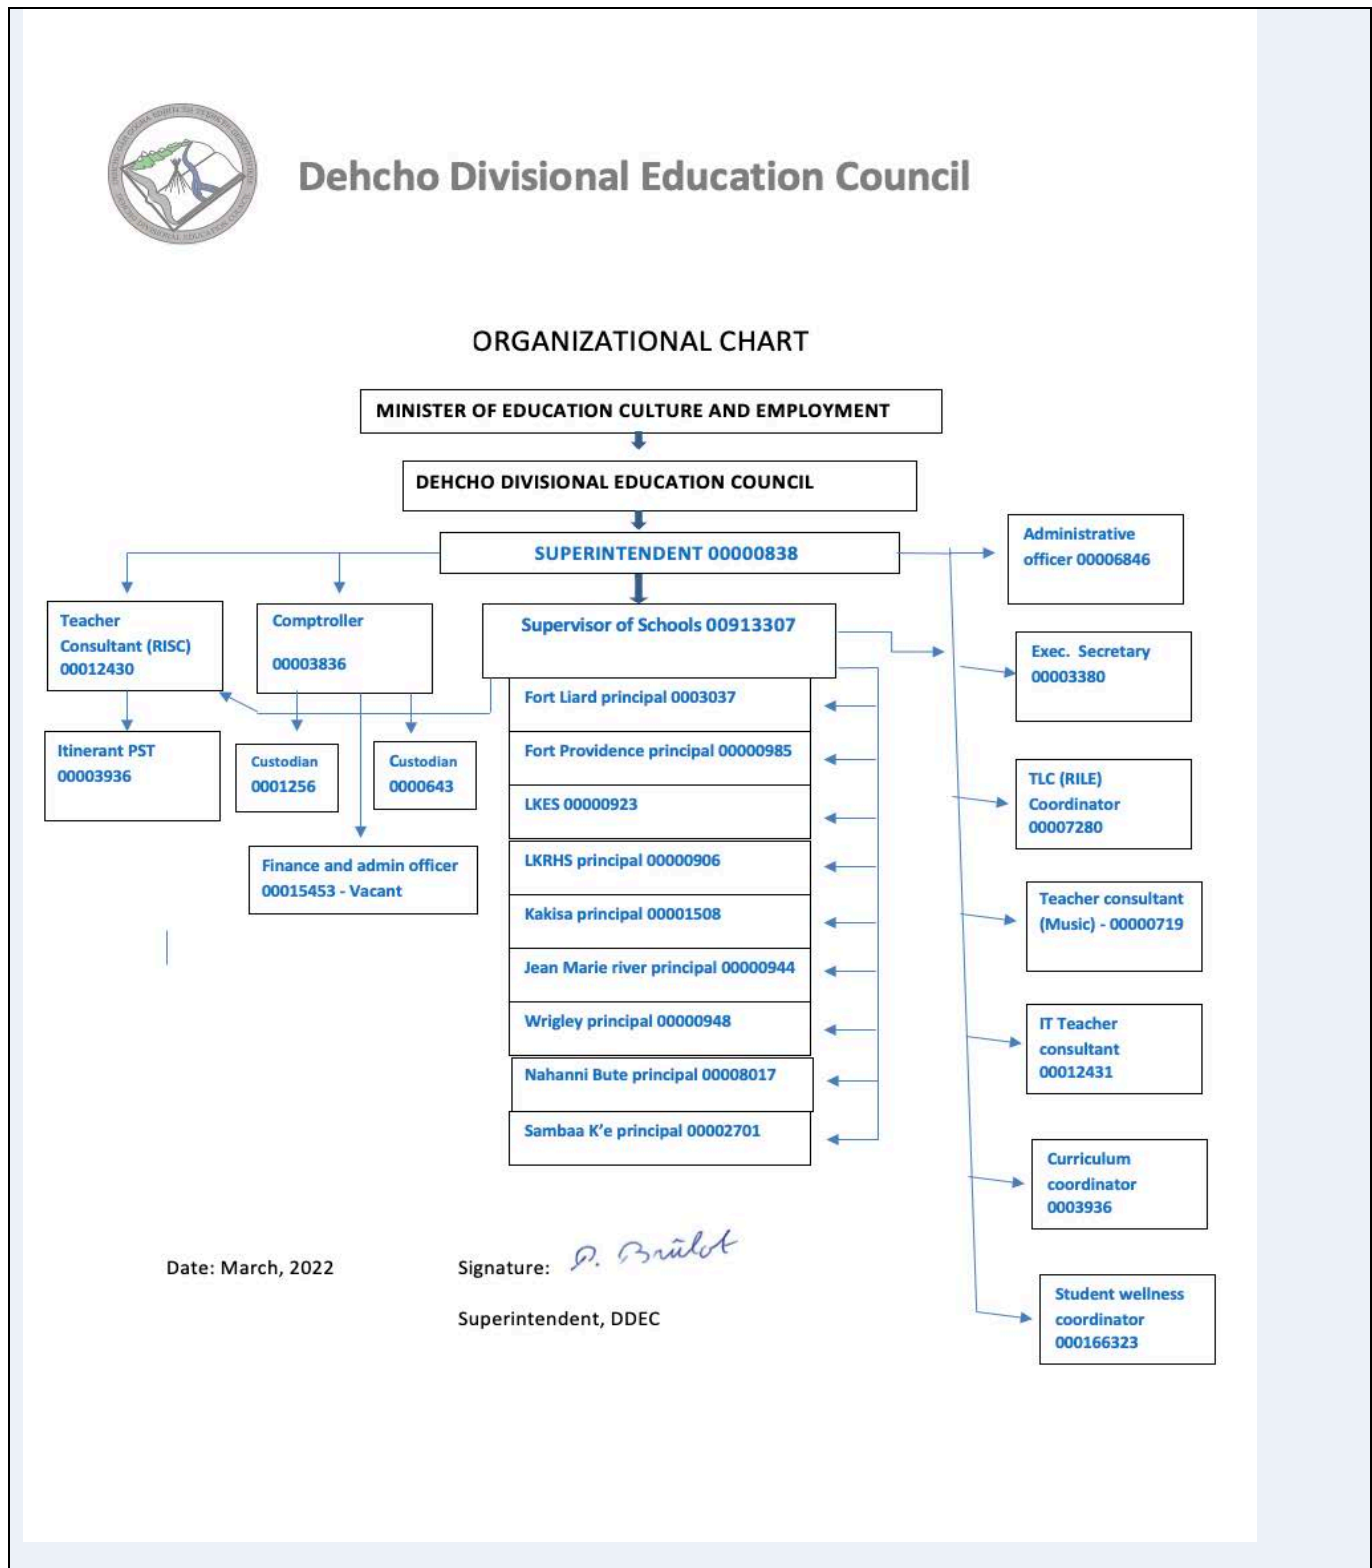 DEHCHO DIVISIONAL EDUCATION COUNCIL
Dehcho Divisional Education Council
ORGANIZATIONAL CHART
MINISTER OF EDUCATION CULTURE AND EMPLOYMENT
DEHCHO DIVISIONAL EDUCATION COUNCIL
SUPERINTENDENT 00000838
Administrative
officer 00006846
Teacher
Consultant (RISC)
00012430
Comptroller
00003836
Supervisor of Schools 00913307
Exec. Secretary
00003380
Itinerant PST
00003936
Custodian
0001256
Custodian
0000643
Finance and admin officer
00015453 - Vacant
Fort Liard principal 0003037
Fort Providence principal 00000985
LKES 00000923
LKRHS principal 00000906
Kakisa principal 00001508
Jean Marie river principal 00000944
Wrigley principal 00000948
Nahanni Bute principal 00008017
Sambaa K’e principal 00002701
TLC (RILE)
Coordinator
00007280
Teacher consultant
(Music) - 00000719
IT Teacher
consultant
00012431
Curriculum
coordinator
0003936
Student wellness
coordinator
000166323
Date: March, 2022
Signature: P. Brûlot
Superintendent, DDEC